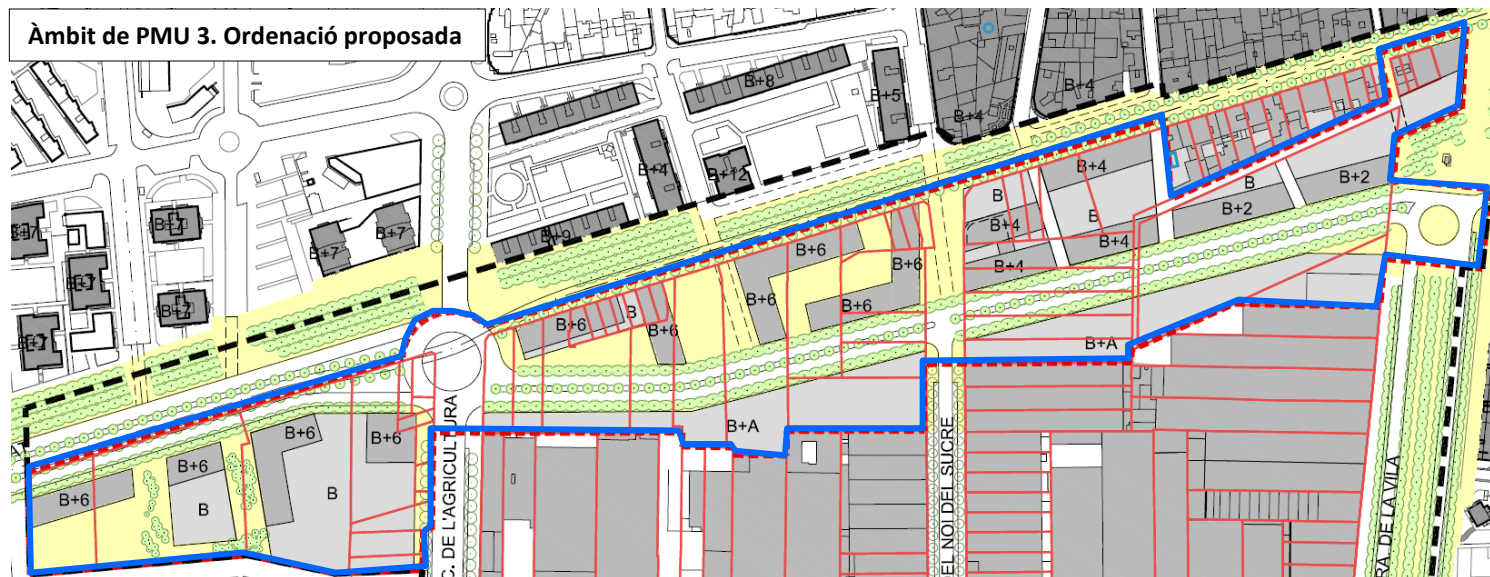 Àmbit de PMU 3. Ordenació proposada
B+8
B+5
B+4
B+4
B+4
B+12
B+9
B+7
B+7
B+7
B+7
B+7
B+7
B+7
B+4
B
B+2
B+2
B
B
B+4
B+4
B+4
B+6
B+6
B+6
B+6
B+6
B
B+6
B+A
B+A
B+6
B+6
B+6
B+6
B
B
C. DE L'AGRICULTURA
DEL NOI DEL SUCRE
RA DE LA VILA